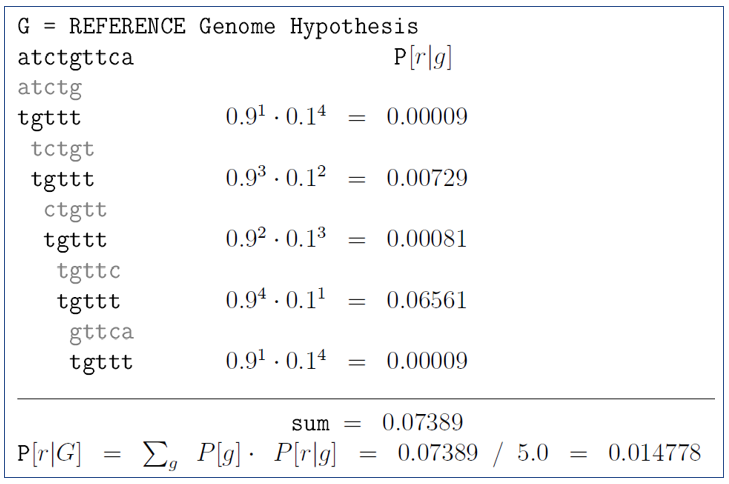 G = REFERENCE Genome Hypothesis
atctgttca P[r|g]
atctg
tgttt 0.9¹ · 0.1⁴ = 0.00009
tctgt
tgttt 0.9³ · 0.1² = 0.00729
ctgtt
tgttt 0.9² · 0.1³ = 0.00081
tgttc
tgttt 0.9⁴ · 0.1¹ = 0.06561
gttca
tgttt 0.9¹ · 0.1⁴ = 0.00009
sum = 0.07389
P[r|G] = ∑g P[g]· P[r|g] = 0.07389 / 5.0 = 0.014778